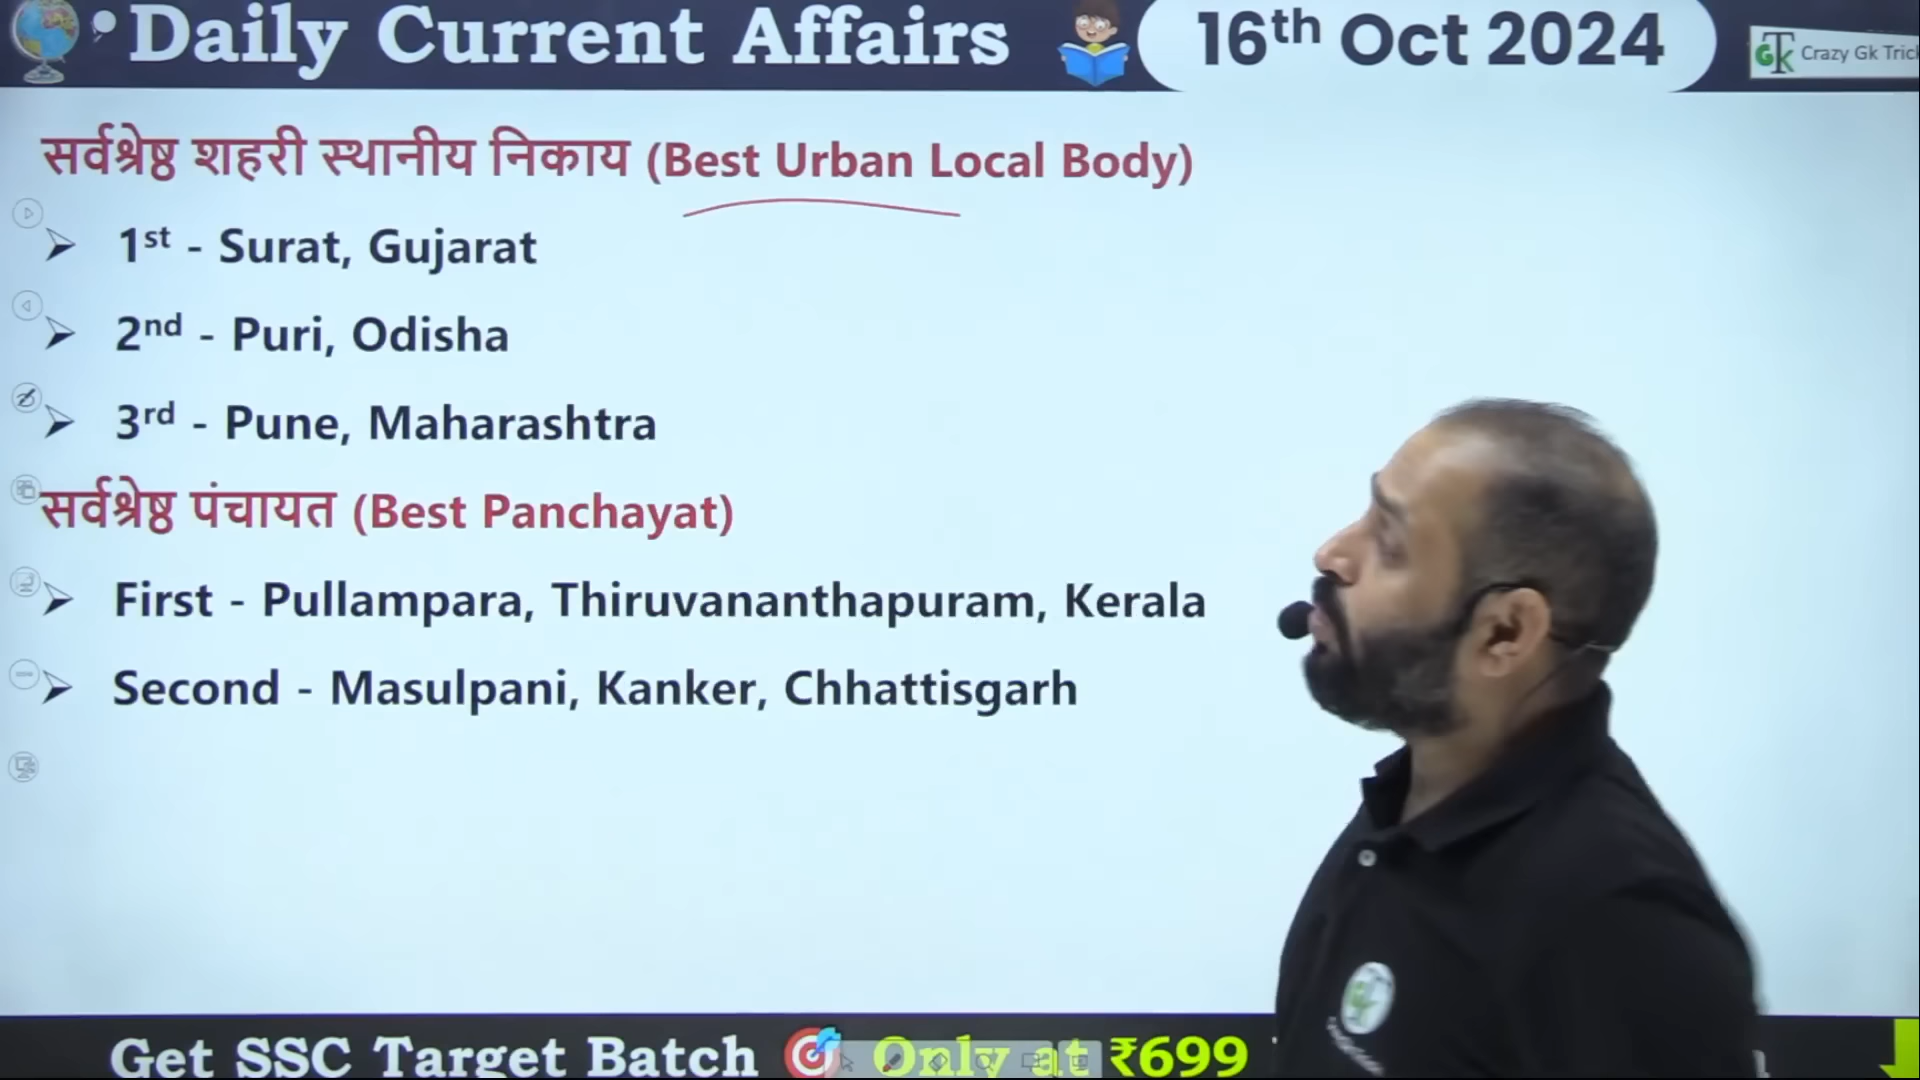 Daily Current Affairs
16th Oct 2024
Crazy Gk Trick
सर्वश्रेष्ठ शहरी स्थानीय निकाय (Best Urban Local Body)
➢ 1st - Surat, Gujarat
➢ 2nd - Puri, Odisha
➢ 3rd - Pune, Maharashtra
सर्वश्रेष्ठ पंचायत (Best Panchayat)
➢ First - Pullampara, Thiruvananthapuram, Kerala
➢ Second - Masulpani, Kanker, Chhattisgarh
Get SSC Target Batch Only at ₹699